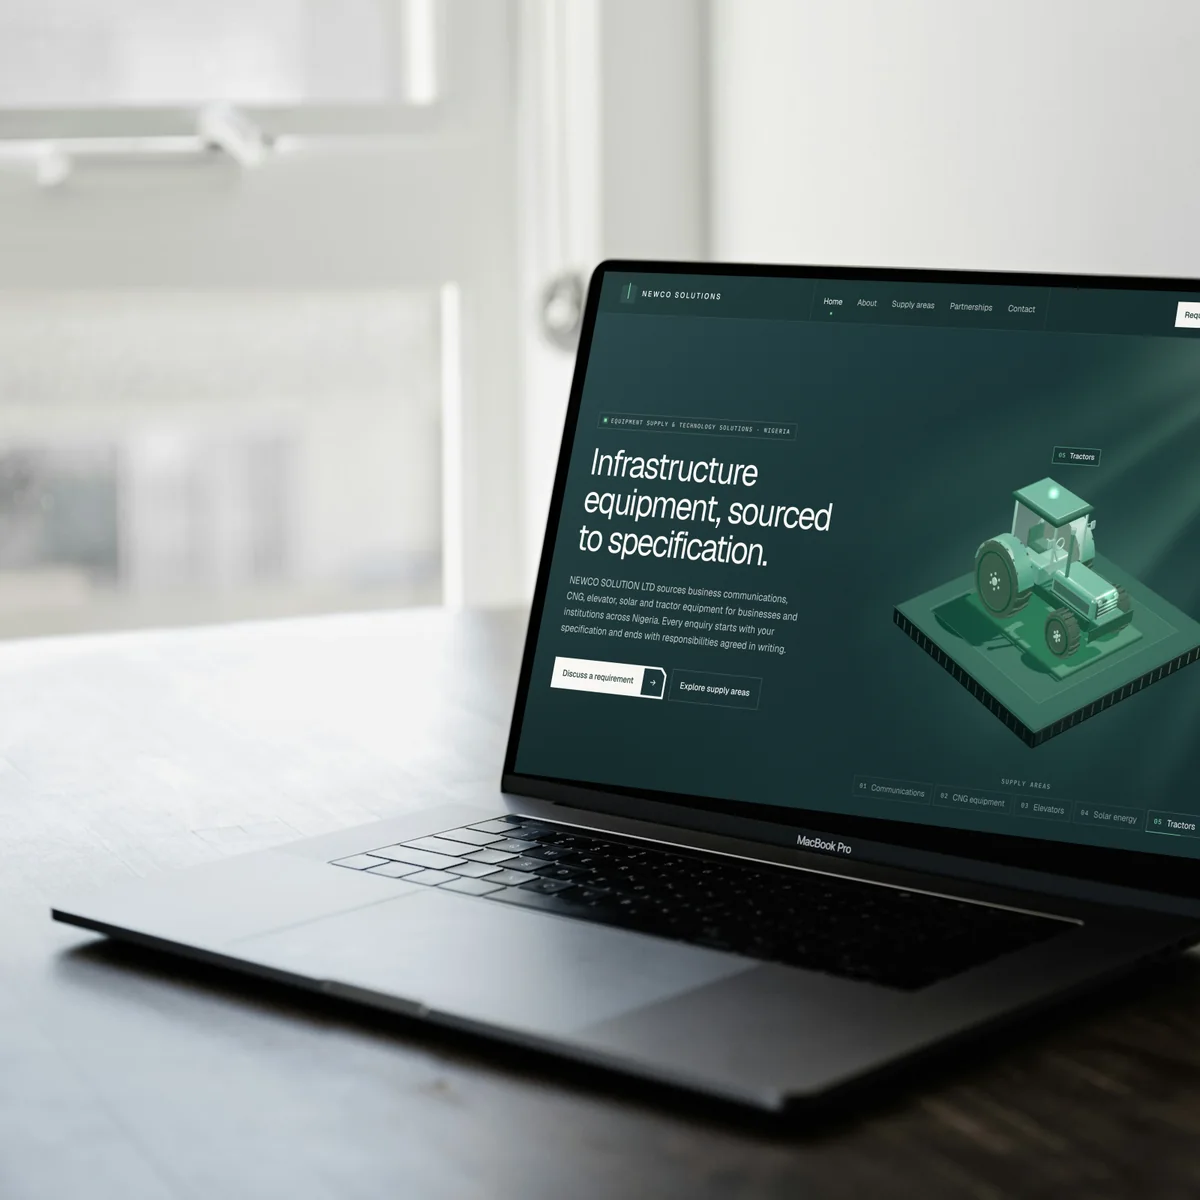 NEWCO SOLUTIONS
Home About Supply areas Partnerships Contact
EQUIPMENT SUPPLY & TECHNOLOGY SOLUTIONS · NIGERIA
Infrastructure
equipment, sourced
to specification.
NEWCO SOLUTION LTD sources business communications,
CNG, elevator, solar and tractor equipment for businesses and
institutions across Nigeria. Every enquiry starts with your
specification and ends with responsibilities agreed in writing.
Discuss a requirement →
Explore supply areas
05 Tractors
SUPPLY AREAS
01 Communications 02 CNG equipment 03 Elevators 04 Solar energy 05 Tractors
MacBook Pro